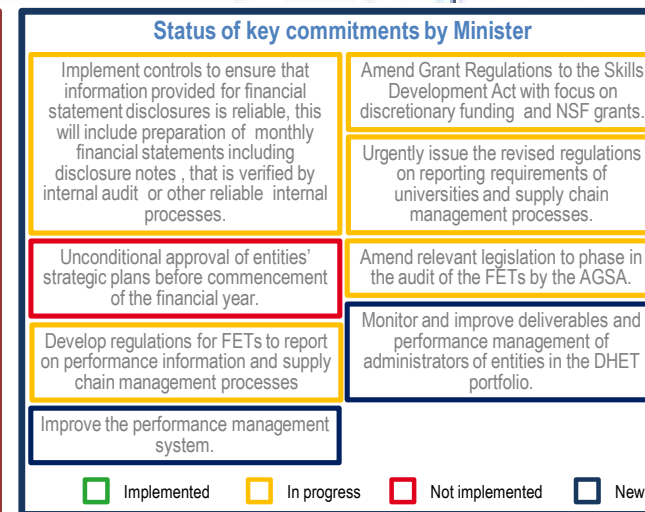 Status of key commitments by Minister
Implement controls to ensure that
information provided for financial
statement disclosures is reliable, this
will include preparation of monthly
financial statements including
disclosure notes , that is verified by
internal audit or other reliable internal
processes.
Unconditional approval of entities'
strategic plans before commencement
of the financial year.
Develop regulations for FETs to report
on performance information and supply
chain management processes
Improve the performance management
system.
Amend Grant Regulations to the Skills
Development Act with focus on
discretionary funding and NSF grants.
Urgently issue the revised regulations
on reporting requirements of
universities and supply chain
management processes.
Amend relevant legislation to phase in
the audit of the FETs by the AGSA.
Monitor and improve deliverables and
performance management of
administrators of entities in the DHET
portfolio.
Implemented In progress Not implemented New